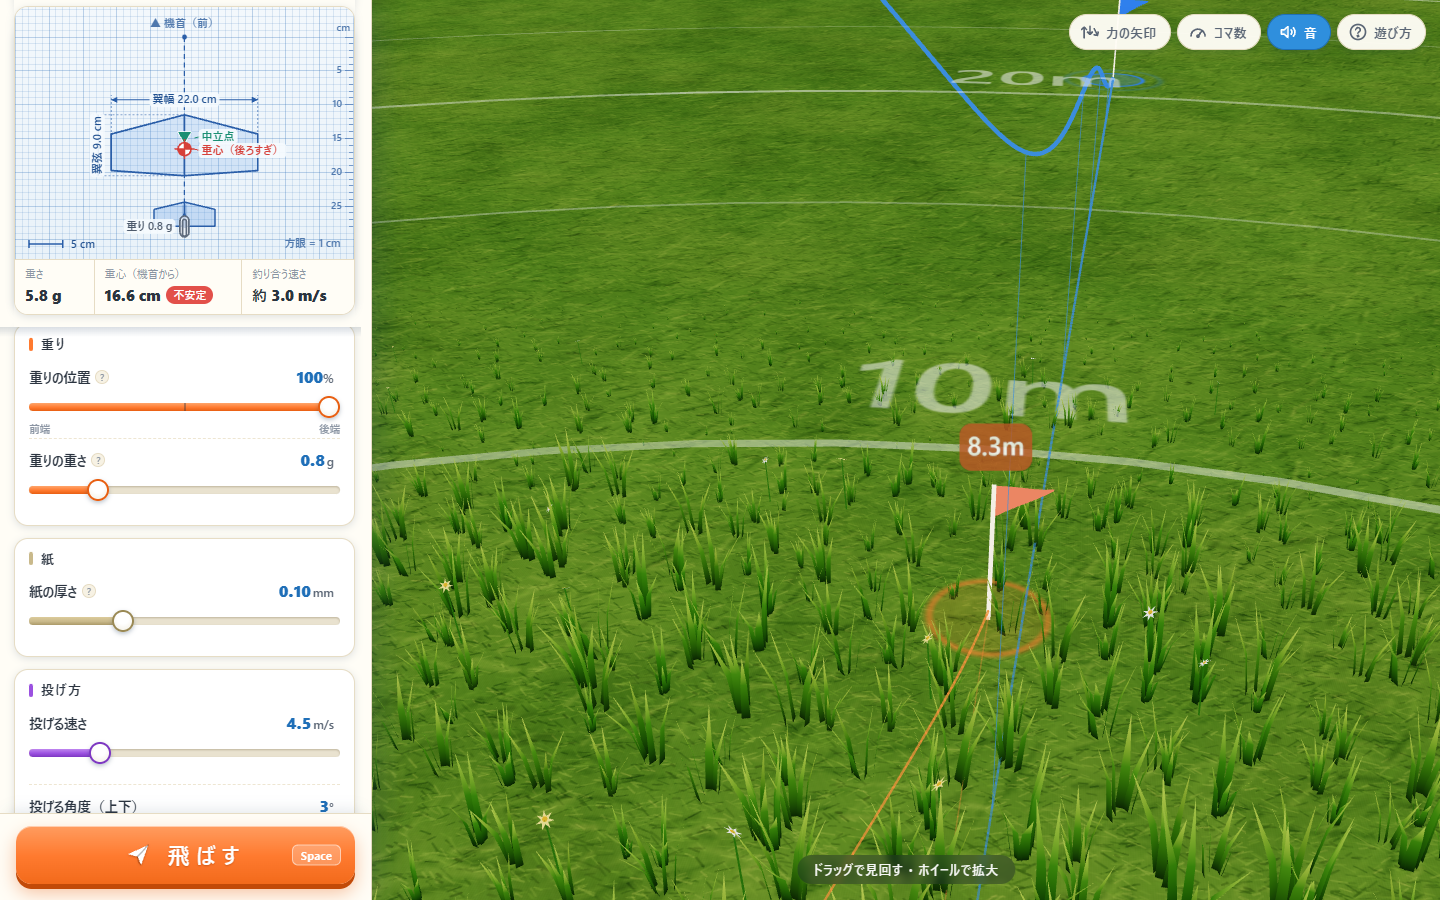 ▲ 機首（前）
cm
5
翼幅 22.0 cm
10
翼弦 9.0 cm
中立点
15
重心（後ろすぎ）
20
25
重り 0.8 g
5 cm
方眼 = 1 cm
重さ
5.8 g
重心（機首から）
16.6 cm 不安定
釣り合う速さ
約 3.0 m/s
重り
重りの位置 ? 100%
前端 後端
重りの重さ ? 0.8 g
紙
紙の厚さ ? 0.10 mm
投げ方
投げる速さ 4.5 m/s
投げる角度（上下） 3°
飛ばす Space
力の矢印
コマ数
音
遊び方
20m
10m
8.3m
ドラッグで見回す・ホイールで拡大